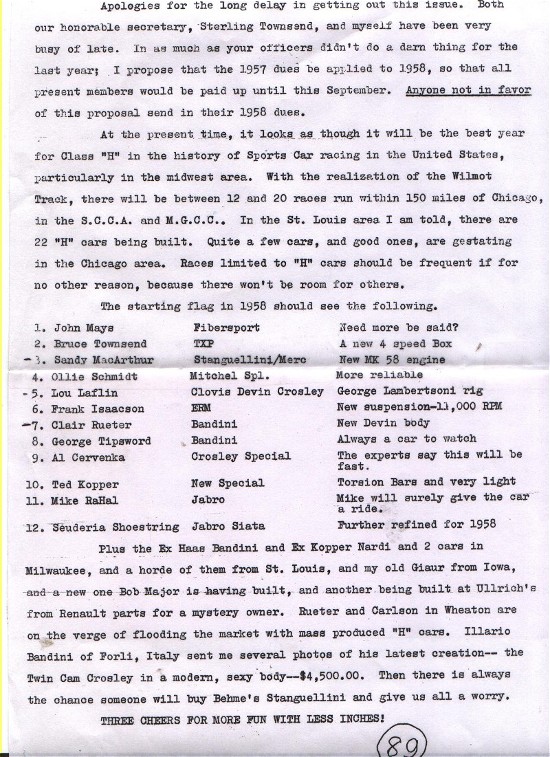 Apologies for the long delay in getting out this issue. Both
our honorable secretary, Sterling Townsend, and myself have been very
busy of late. In as much as your officers didn't do a darn thing for the
last year; I propose that the 1957 dues be applied to 1958, so that all
present members would be paid up until this September. Anyone not in favor
of this proposal send in their 1958 dues.
At the present time, it looks as though it will be the best year
for Class "H" in the history of Sports Car racing in the United States,
particularly in the midwest area. With the realization of the Wilmot
Track, there will be between 12 and 20 races run within 150 miles of Chicago,
in the S.C.C.A. and M.G.C.C.. In the St. Louis area I am told, there are
22 "H" cars being built. Quite a few cars, and good ones, are gestating
in the Chicago area. Races limited to "H" cars should be frequent if for
no other reason, because there won't be room for others.
The starting flag in 1958 should see the following.
1. John Mays Fibersport Need more be said?
2. Bruce Townsend TXP A new 4 speed Box
-3. Sandy MacArthur Stanguellini/Merc New MK 58 engine
4. Ollie Schmidt Mitchel Spl. More reliable
-5. Lou Laflin Clovis Devin Crosley George Lambertsoni rig
6. Frank Isaacson ERM New suspension-11,000 RPM
-7. Clair Rueter Bandini New Devin body
8. George Tipsword Bandini Always a car to watch
9. Al Cervenka Crosley Special The experts say this will be
fast.
10. Ted Kopper New Special Torsion Bars and very light
11. Mike RaHal Jabro Mike will surely give the car
a ride.
12. Seuderia Shoestring Jabro Siata Further refined for 1958
Plus the Ex Haas Bandini and Ex Kopper Nardi and 2 cars in
Milwaukee, and a horde of them from St. Louis, and my old Giaur from Iowa,
and a new one Bob Major is having built, and another being built at Ullrich's
from Renault parts for a mystery owner. Rueter and Carlson in Wheaton are
on the verge of flooding the market with mass produced "H" cars. Illario
Bandini of Forli, Italy sent me several photos of his latest creation-- the
Twin Cam Crosley in a modern, sexy body--$4,500.00. Then there is always
the chance someone will buy Behme's Stanguellini and give us all a worry.
THREE CHEERS FOR MORE FUN WITH LESS INCHES!
89